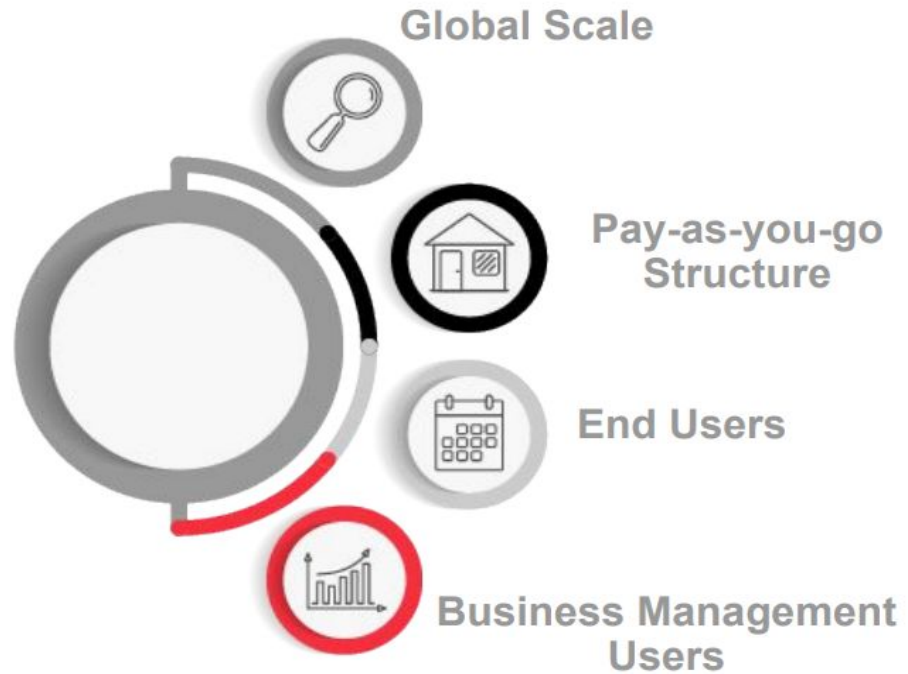 Global Scale
Pay-as-you-go
Structure
End Users
Business Management
Users